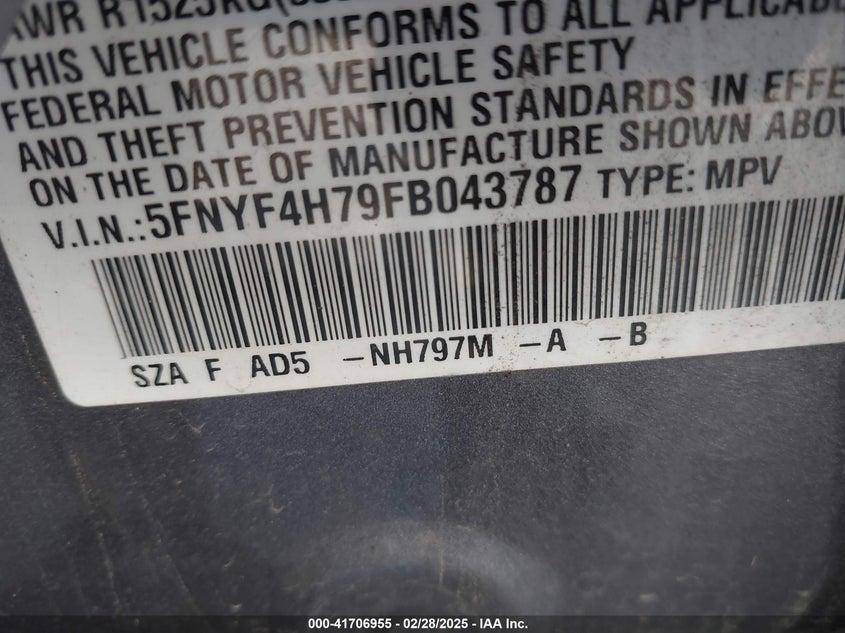 THIS VEHICLE CONFORMS TO ALL APPLICABLE
FEDERAL MOTOR VEHICLE SAFETY
AND THEFT PREVENTION STANDARDS IN EFFE
ON THE DATE OF MANUFACTURE SHOWN ABOV
V.I.N.:5FNYF4H79FB043787 TYPE: MPV
SZA F AD5 -NH797M -A -B
000-41706955 - 02/28/2025 - IAA Inc.